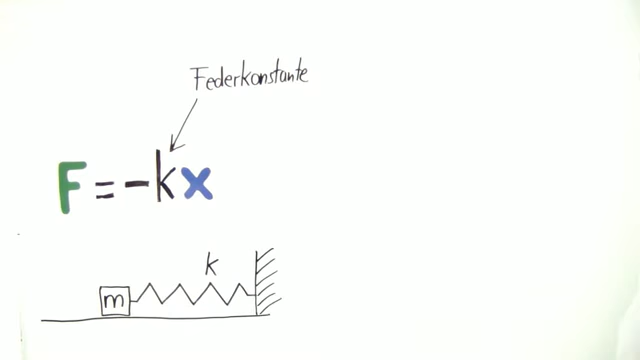 Federkonstante
F = -kx
k
m